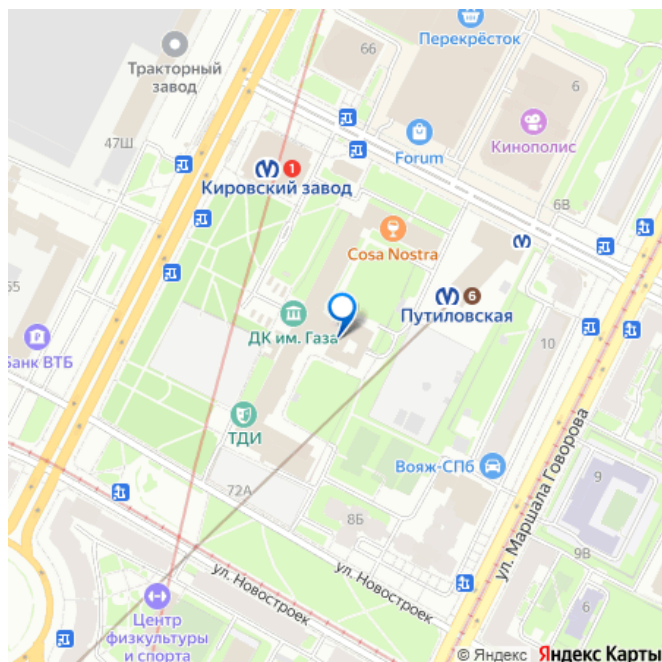 66
Перекрёсток
Тракторный
завод
6
Кинополис
47Ш
Forum
1
Кировский завод
6В
Cosa Nostra
55
6
Путиловская
ДК им. Газа
Банк ВТБ
10
ТДИ
ул. Маршала Говорова
Вояж-СПб
9
72А
8Б
9В
ул. Новостроек
ул. Новостроек
6
Центр
физкультуры
и спорта
© Яндекс Яндекс Карты